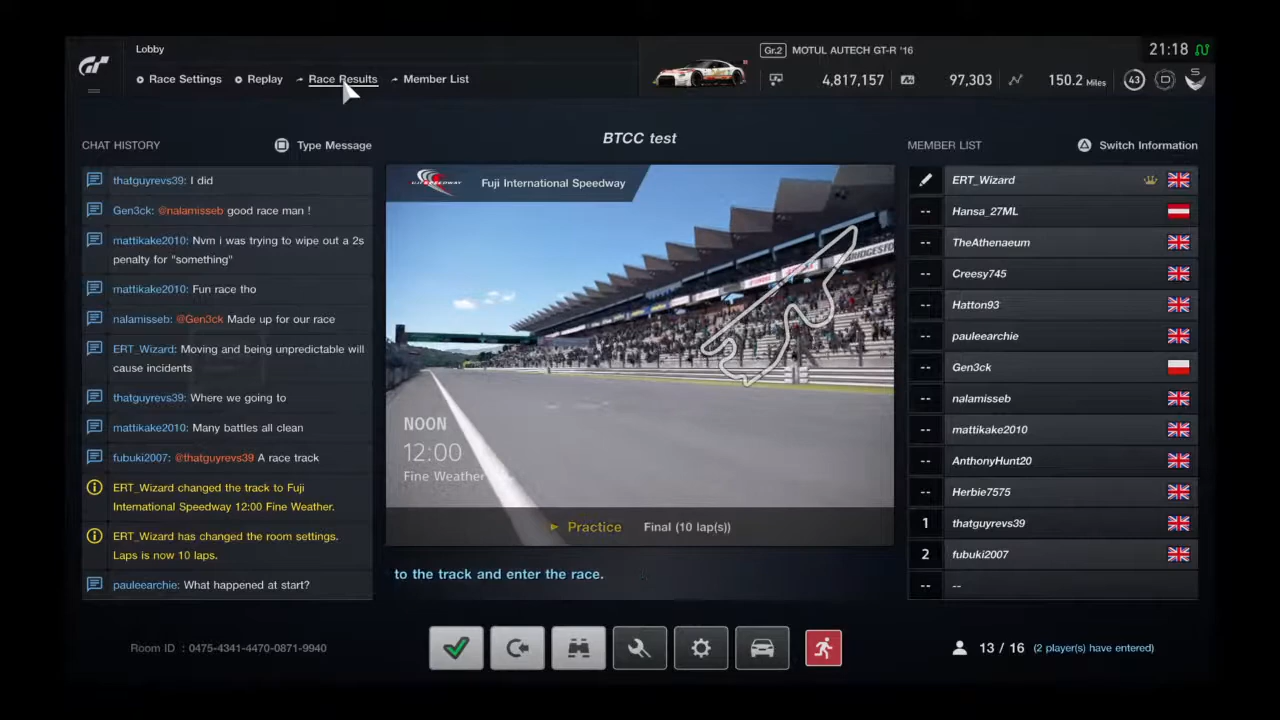 Lobby
Race Settings
Replay
Race Results
Member List
Gr.2
MOTUL AUTECH GT-R '16
21:18
4,817,157
97,303
150.2 Miles
43
D
S
CHAT HISTORY
Type Message
BTCC test
MEMBER LIST
Switch Information
thatguyrevs39: I did
Gen3ck: @nalamisseb good race man !
mattikake2010: Nvm i was trying to wipe out a 2s
penalty for "something"
mattikake2010: Fun race tho
nalamisseb: @Gen3ck Made up for our race
ERT_Wizard: Moving and being unpredictable will
cause incidents
thatguyrevs39: Where we going to
mattikake2010: Many battles all clean
fubuki2007: @thatguyrevs39 A race track
ERT_Wizard changed the track to Fuji
International Speedway 12:00 Fine Weather.
ERT_Wizard has changed the room settings.
Laps is now 10 laps.
pauleearchie: What happened at start?
FUJI SPEEDWAY
Fuji International Speedway
BRIDGESTON
NOON
12:00
Fine Weather
Practice
Final (10 lap(s))
to the track and enter the race.
ERT_Wizard
-- Hansa_27ML
-- TheAthenaeum
-- Creesy745
-- Hatton93
-- pauleearchie
-- Gen3ck
-- nalamisseb
-- mattikake2010
-- AnthonyHunt20
-- Herbie7575
1 thatguyrevs39
2 fubuki2007
-- --
Room ID : 0475-4341-4470-0871-9940
13 / 16 (2 player(s) have entered)